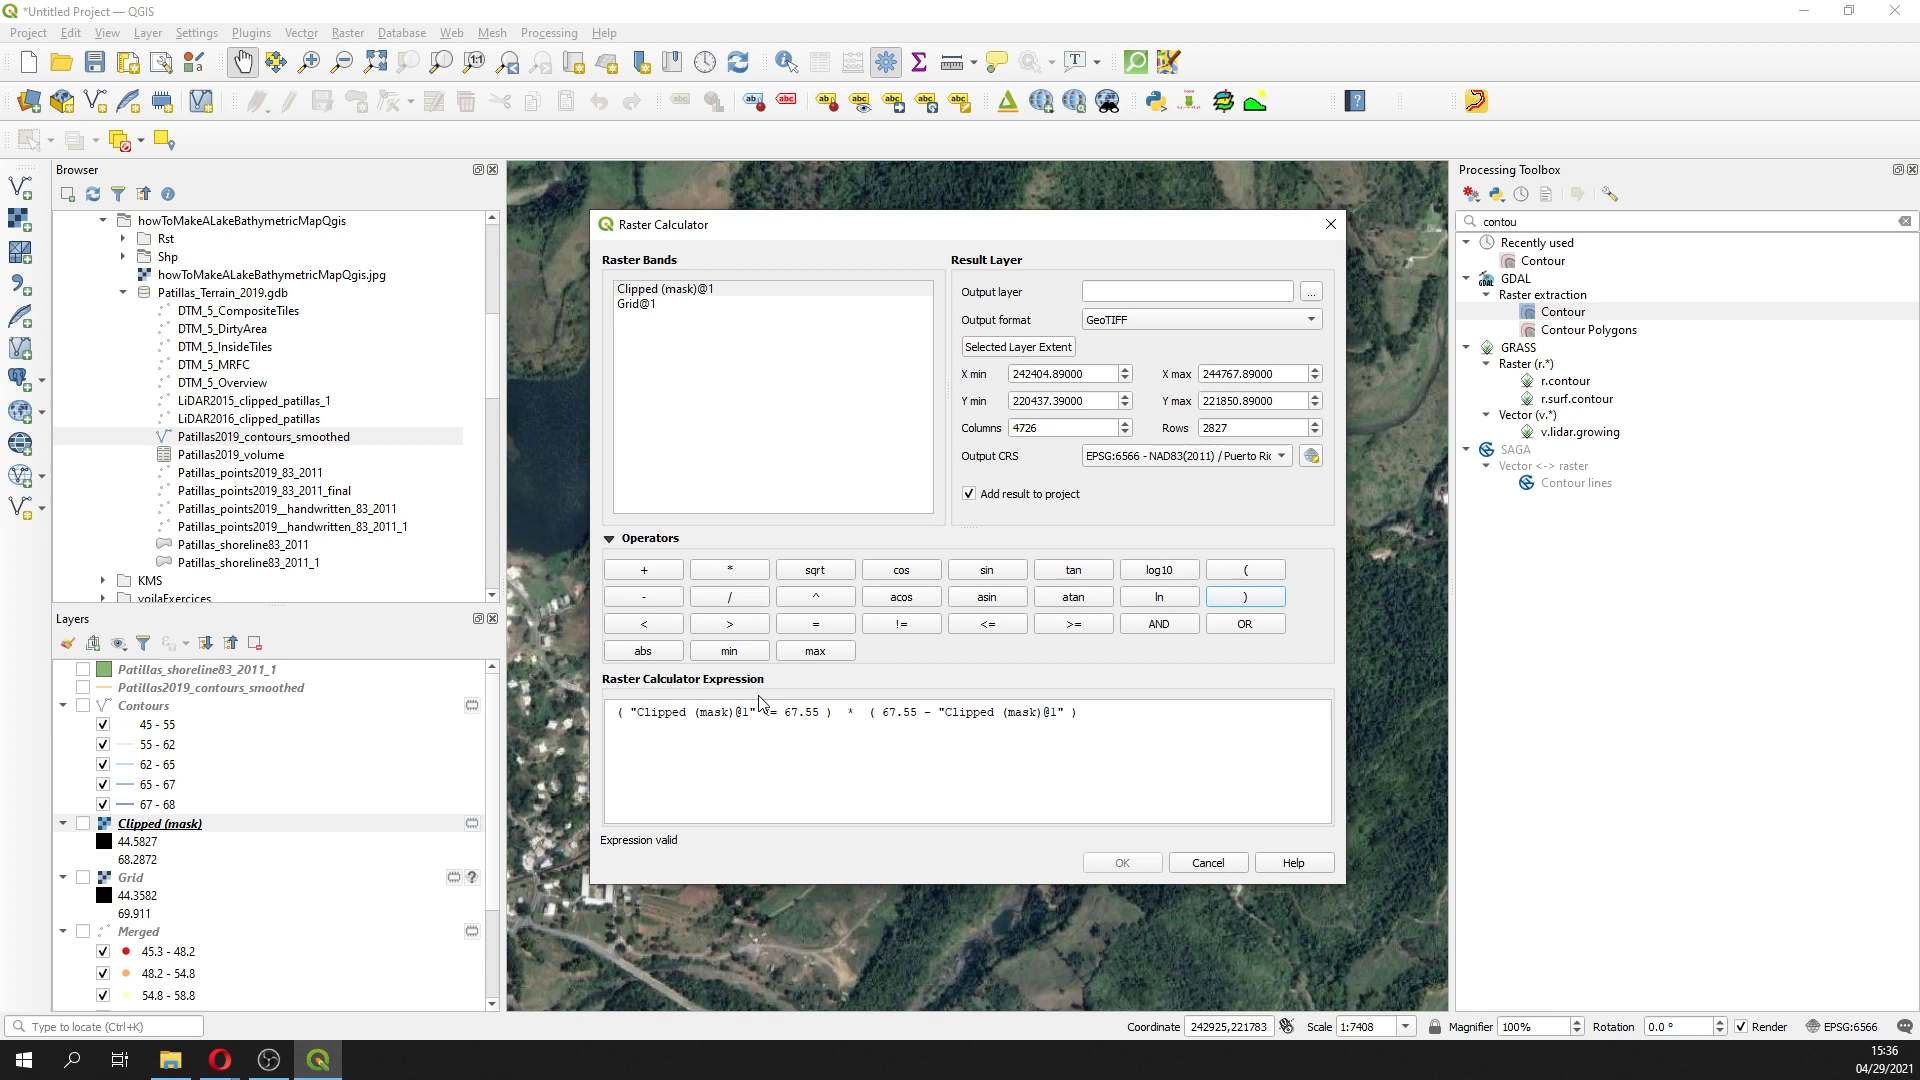 *Untitled Project — QGIS
Project Edit View Layer Settings Plugins Vector Raster Database Web Mesh Processing Help
Browser
howToMakeALakeBathymetricMapQgis
Rst
Shp
howToMakeALakeBathymetricMapQgis.jpg
Patillas_Terrain_2019.gdb
DTM_5_CompositeTiles
DTM_5_DirtyArea
DTM_5_InsideTiles
DTM_5_MRFC
DTM_5_Overview
LiDAR2015_clipped_patillas_1
LiDAR2016_clipped_patillas
Patillas2019_contours_smoothed
Patillas2019_volume
Patillas_points2019_83_2011
Patillas_points2019_83_2011_final
Patillas_points2019__handwritten_83_2011
Patillas_points2019__handwritten_83_2011_1
Patillas_shoreline83_2011
Patillas_shoreline83_2011_1
KMS
voilaExercices
Layers
Patillas_shoreline83_2011_1
Patillas2019_contours_smoothed
Contours
45 - 55
55 - 62
62 - 65
65 - 67
67 - 68
Clipped (mask)
44.5827
68.2872
Grid
44.3582
69.911
Merged
45.3 - 48.2
48.2 - 54.8
54.8 - 58.8
Raster Calculator
Raster Bands
Clipped (mask)@1
Grid@1
Result Layer
Output layer
...
Output format GeoTIFF
Selected Layer Extent
X min 242404.89000 X max 244767.89000
Y min 220437.39000 Y max 221850.89000
Columns 4726 Rows 2827
Output CRS EPSG:6566 - NAD83(2011) / Puerto Ric
Add result to project
Operators
+ * sqrt cos sin tan log10 (
- / ^ acos asin atan ln )
< > = != <= >= AND OR
abs min max
Raster Calculator Expression
( "Clipped (mask)@1" <= 67.55 ) * ( 67.55 - "Clipped (mask)@1" )
Expression valid
OK Cancel Help
Processing Toolbox
contou
Recently used
Contour
GDAL
Raster extraction
Contour
Contour Polygons
GRASS
Raster (r.*)
r.contour
r.surf.contour
Vector (v.*)
v.lidar.growing
SAGA
Vector <-> raster
Contour lines
Type to locate (Ctrl+K)
Coordinate 242925,221783 Scale 1:7408 Magnifier 100% Rotation 0.0 ° Render EPSG:6566
15:36
04/29/2021